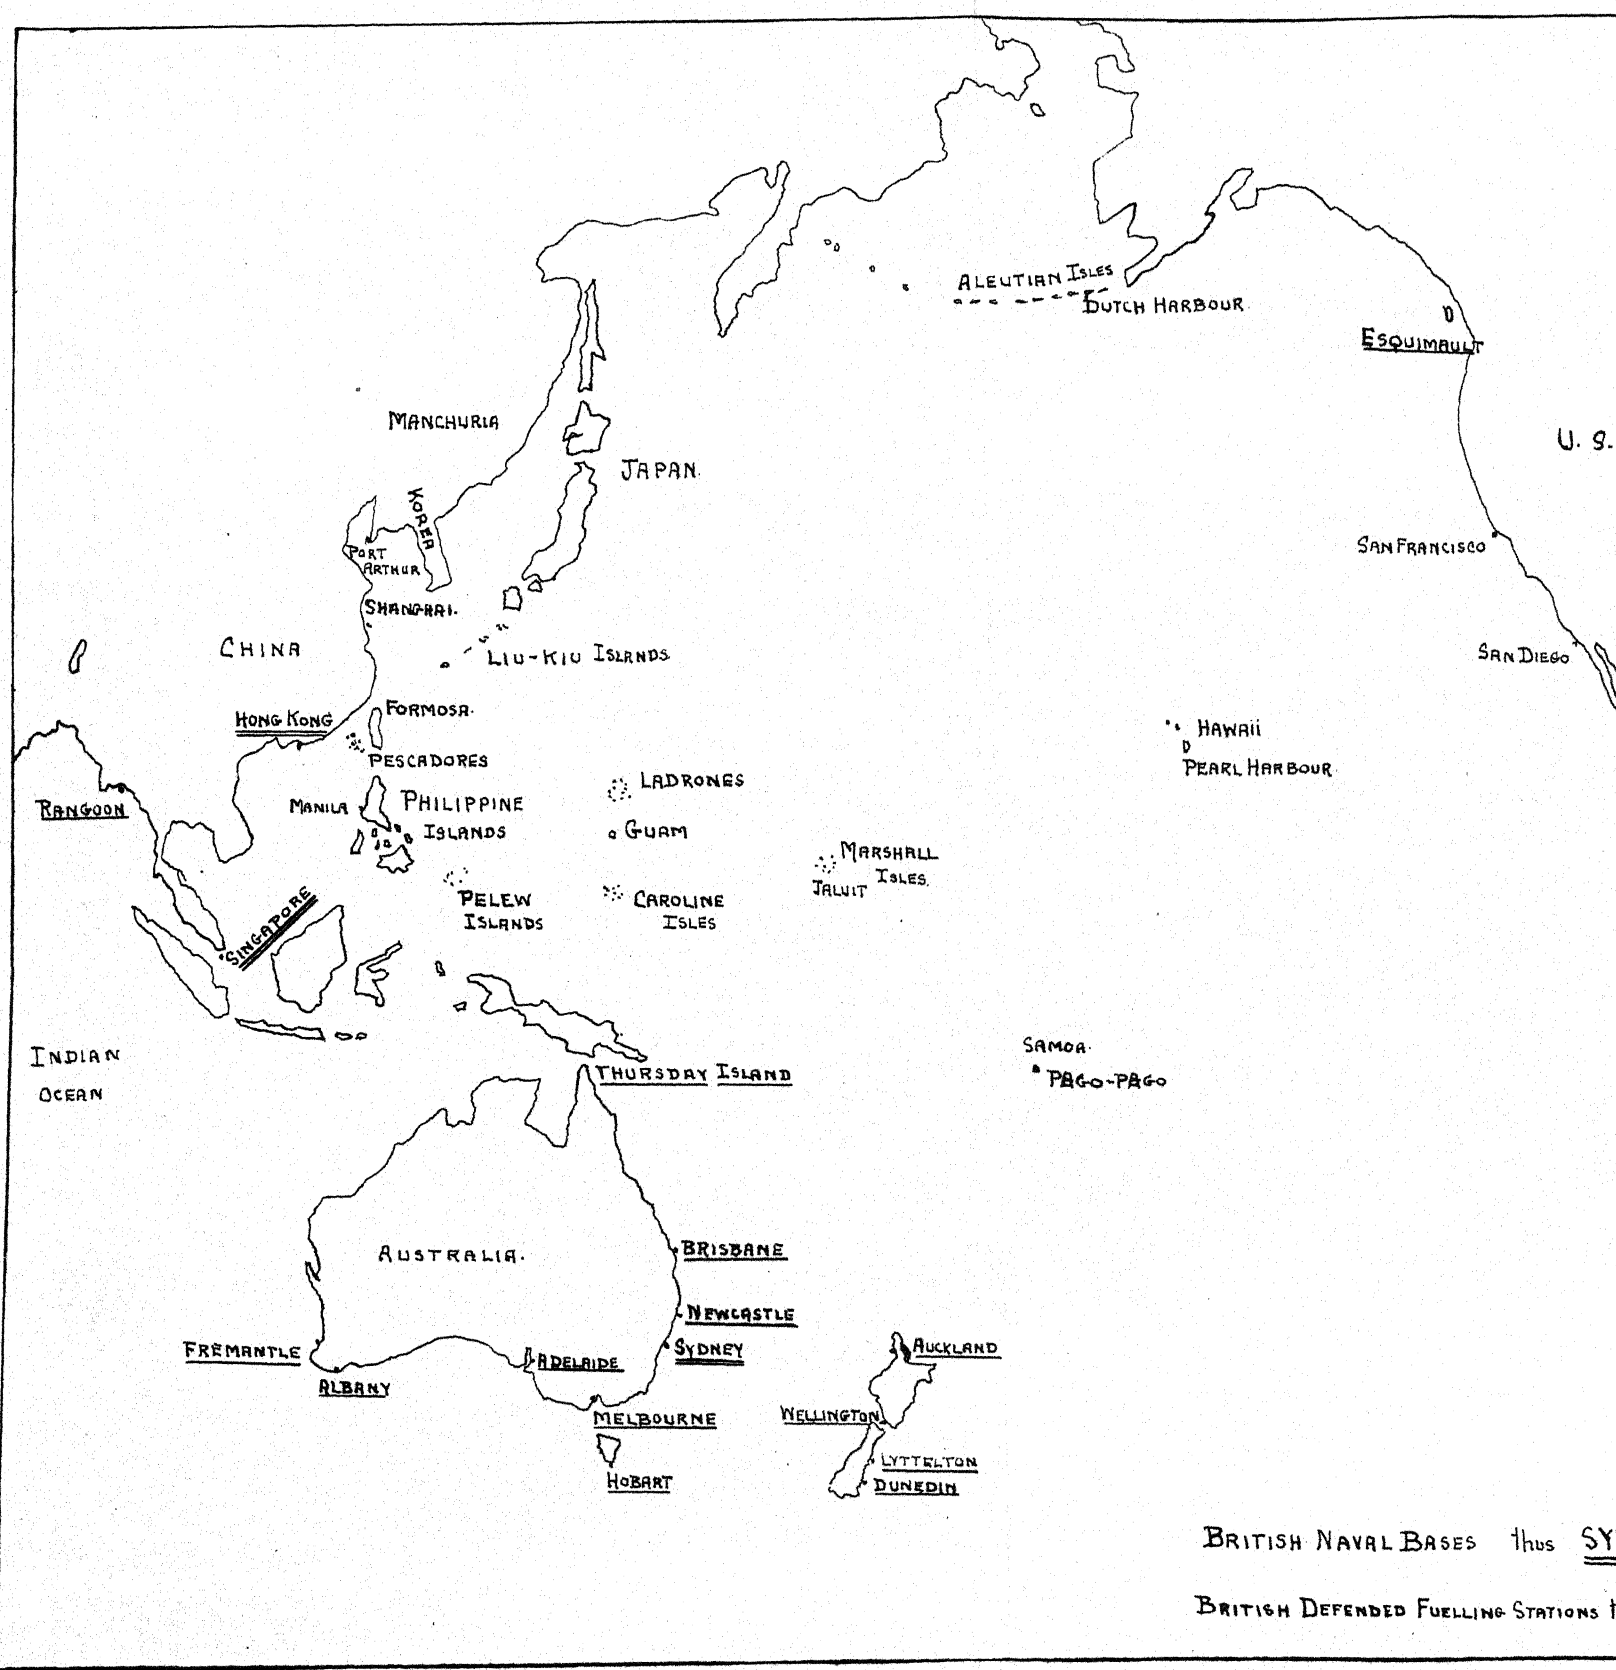 ALEUTIAN ISLES
DUTCH HARBOUR.
ESQUIMAULT
MANCHURIA
U. S.
JAPAN.
KOREA
SAN FRANCISCO
PORT
ARTHUR
SHANGHAI.
CHINA
LIU-KIU ISLANDS.
SAN DIEGO
FORMOSA.
HONG KONG
HAWAII
PESCADORES
PEARL HARBOUR.
LADRONES
RANGOON
MANILA
PHILIPPINE
ISLANDS
GUAM
MARSHALL
ISLES.
JALUIT
PELEW
ISLANDS
CAROLINE
ISLES
SINGAPORE
INDIAN
OCEAN
SAMOA.
PAGO-PAGO
THURSDAY ISLAND
AUSTRALIA.
BRISBANE
NEWCASTLE
FREMANTLE
SYDNEY
AUCKLAND
ADELAIDE
ALBANY
MELBOURNE
WELLINGTON
LYTTELTON
HOBART
DUNEDIN
BRITISH NAVAL BASES thus SY
BRITISH DEFENDED FUELLING STATIONS t